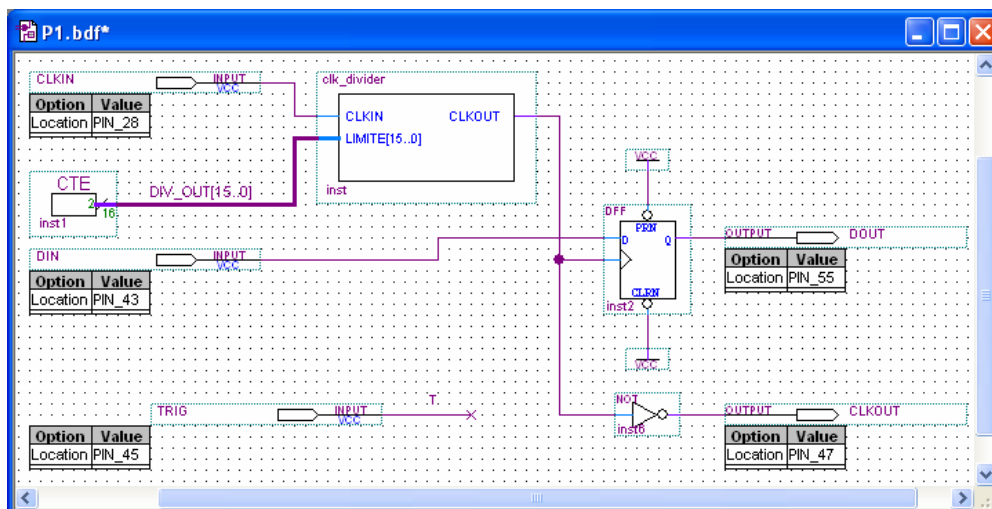 P1.bdf*
CLKIN
INPUT
VCC
Option Value
Location PIN_28
clk_divider
CLKIN CLKOUT
LIMITE[15..0]
inst
CTE
2
16
inst1
DIV_OUT[15..0]
VCC
DFF
PRN
D Q
CLRN
inst2
VCC
DIN
INPUT
VCC
Option Value
Location PIN_43
OUTPUT DOUT
Option Value
Location PIN_55
TRIG
INPUT
VCC
T
Option Value
Location PIN_45
NOT
inst6
OUTPUT CLKOUT
Option Value
Location PIN_47